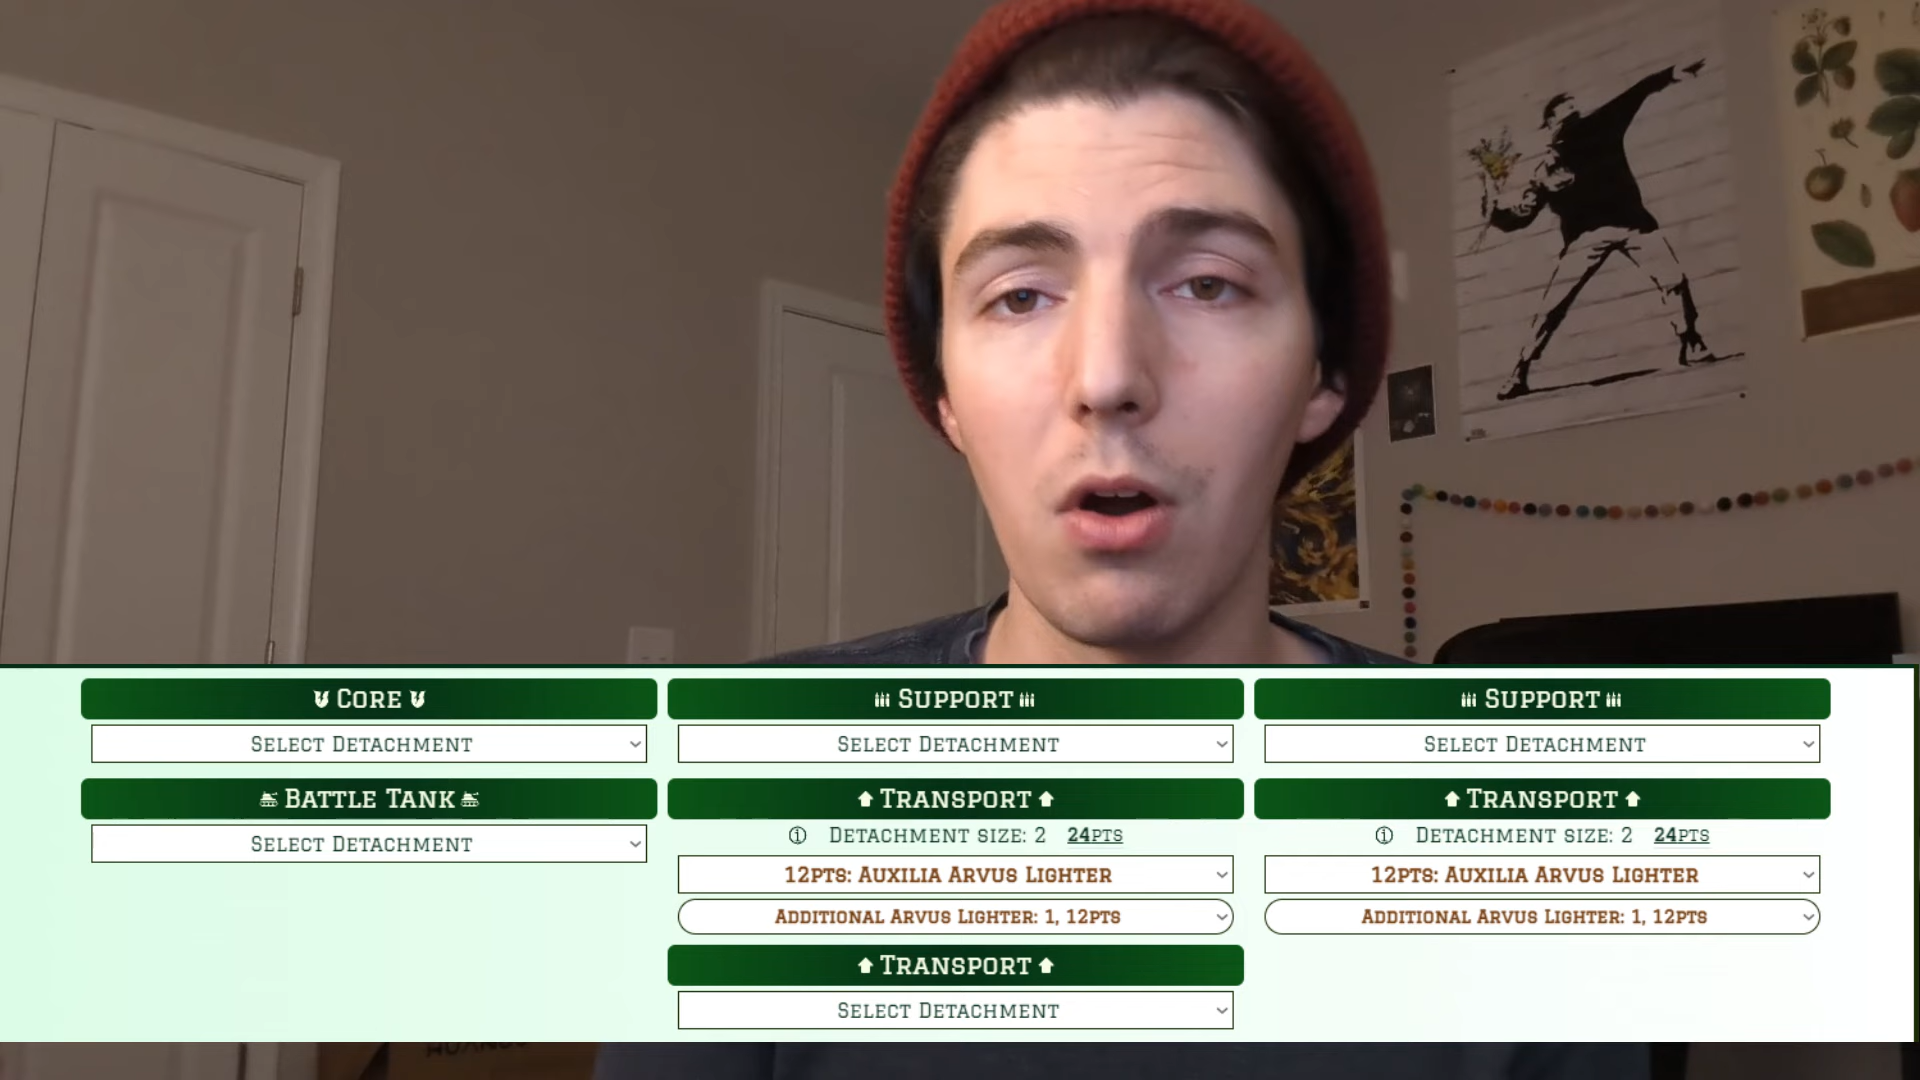 Core
Select Detachment
Battle Tank
Select Detachment
Support
Select Detachment
Transport
Detachment size: 2 24pts
12pts: Auxilia Arvus Lighter
Additional Arvus Lighter: 1, 12pts
Transport
Select Detachment
Support
Select Detachment
Transport
Detachment size: 2 24pts
12pts: Auxilia Arvus Lighter
Additional Arvus Lighter: 1, 12pts